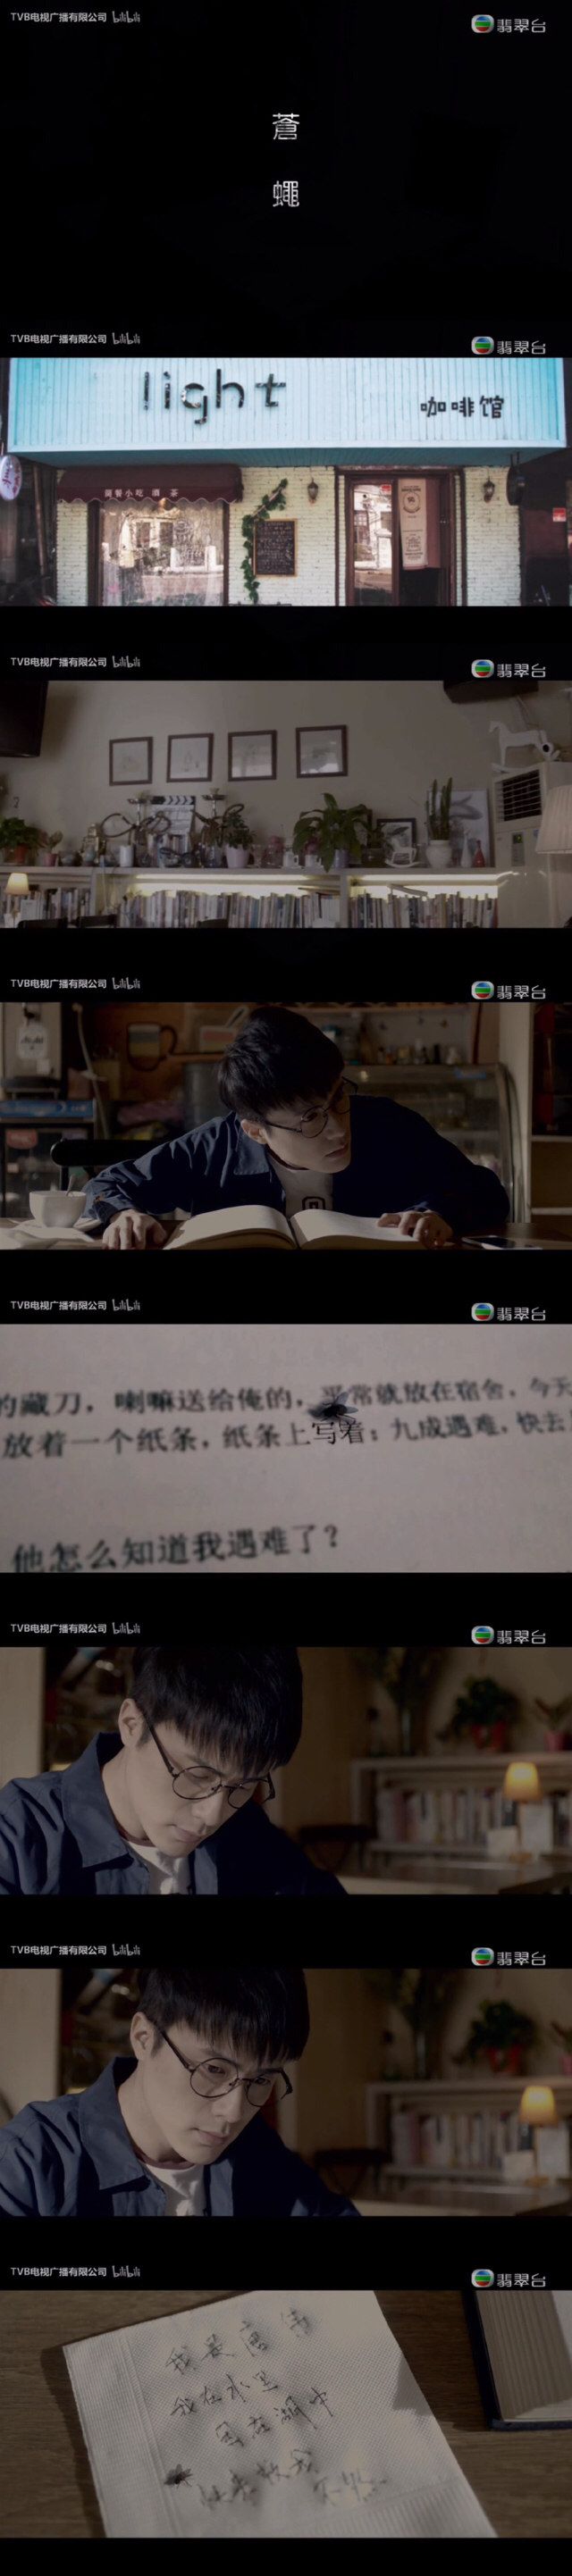 TVB电视广播有限公司 bilibili
翡翠台
蒼
蠅
TVB电视广播有限公司 bilibili
翡翠台
light
咖啡馆
简餐小吃 酒 茶
TVB电视广播有限公司 bilibili
翡翠台
TVB电视广播有限公司 bilibili
翡翠台
TVB电视广播有限公司 bilibili
翡翠台
的藏刀，喇嘛送给俺的，常就放在宿舍，今天
放着一个纸条，纸条上写着：九成遇难，快去
他怎么知道我遇难了？
TVB电视广播有限公司 bilibili
翡翠台
TVB电视广播有限公司 bilibili
翡翠台
TVB电视广播有限公司 bilibili
翡翠台
我是唐伟
我在水里
困在湖中
快来救我